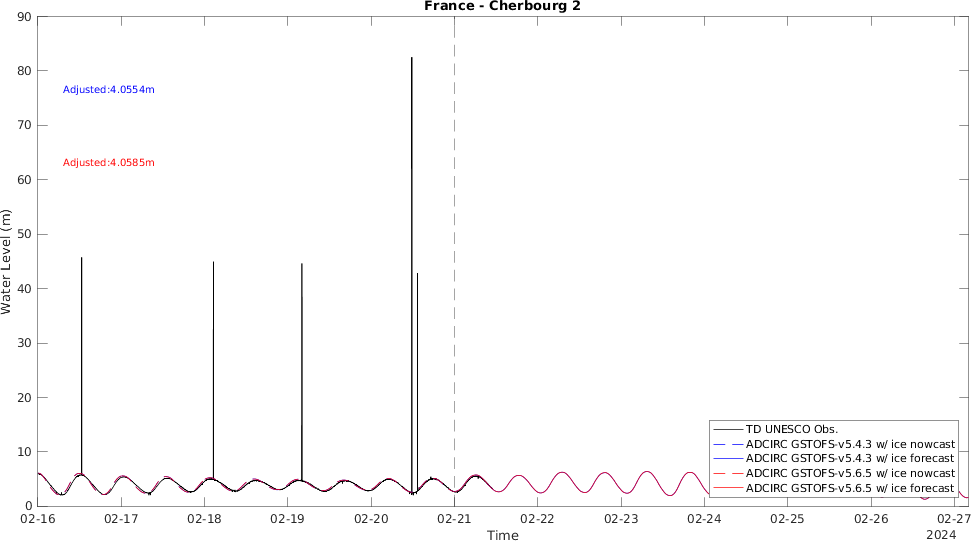 France - Cherbourg 2
90
80
70
60
50
40
30
20
10
0
Water Level (m)
Adjusted:4.0554m
Adjusted:4.0585m
TD UNESCO Obs.
ADCIRC GSTOFS-v5.4.3 w/ ice nowcast
ADCIRC GSTOFS-v5.4.3 w/ ice forecast
ADCIRC GSTOFS-v5.6.5 w/ ice nowcast
ADCIRC GSTOFS-v5.6.5 w/ ice forecast
02-16 02-17 02-18 02-19 02-20 02-21 02-22 02-23 02-24 02-25 02-26 02-27
Time
2024